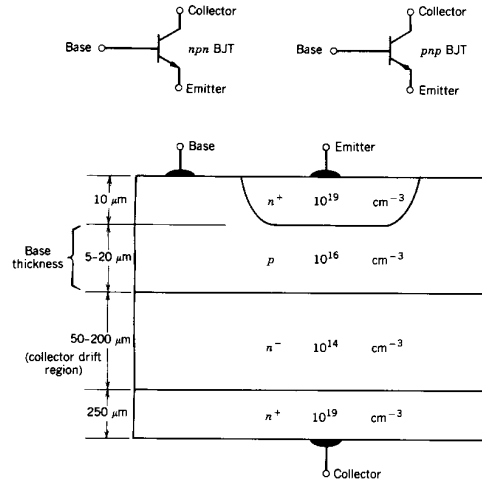 Collector
Base
npn BJT
Emitter
Collector
Base
pnp BJT
Emitter
Base
Emitter
10 μm
n+ 10^19 cm^-3
Base
thickness
5-20 μm
p 10^16 cm^-3
50-200 μm
(collector drift
region)
n^- 10^14 cm^-3
250 μm
n+ 10^19 cm^-3
Collector